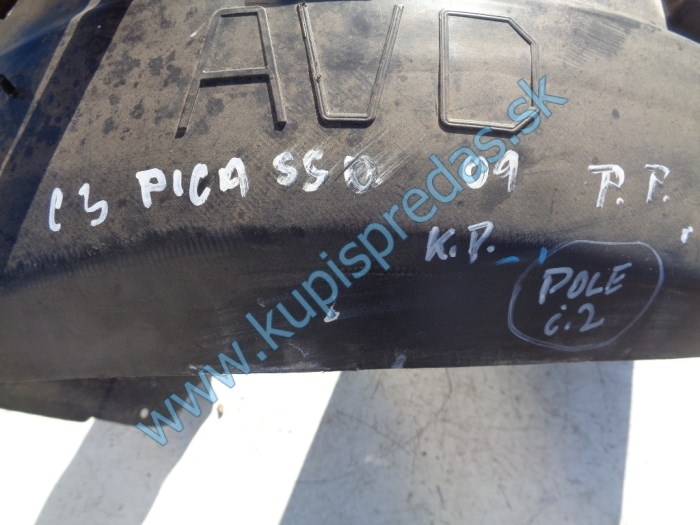 AVD
C3 PICASSO 09 P.P.
K.P.
POLE
č.2
www.kupispredas.sk